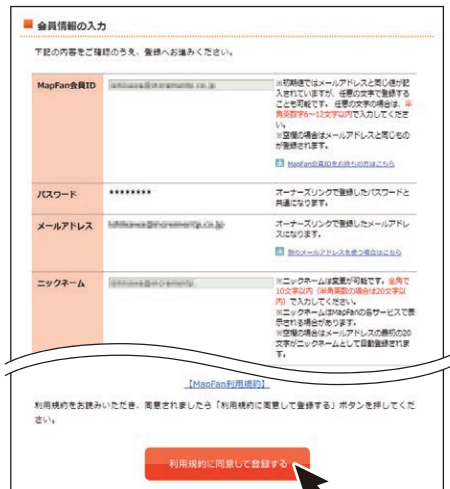 会員情報の入力
下記の内容をご確認のうえ、登録へお進みください。
MapFan会員ID
※初期値ではメールアドレスと同じ値が記
入されていますが、任意の文字で登録する
ことも可能です。 任意の文字の場合は、半
角英数字6～12文字以内で入力してくださ
い。
※空欄の場合はメールアドレスと同じもの
が登録されます。
MapFan会員IDをお持ちの方はこちら
パスワード
********
オーナーズリンクで登録したパスワードと
共通になります。
メールアドレス
オーナーズリンクで登録したメールアドレ
スになります。
別のメールアドレスを使う場合はこちら
ニックネーム
※ニックネームは変更が可能です。全角で
10文字以内（半角英数の場合は20文字以
内）で入力してください。
※ニックネームはMapFanの各サービスで表
示される場合があります。
※空欄の場合はメールアドレスの最初の20
文字がニックネームとして自動登録されま
す。
【MapFan利用規約】
利用規約をお読みいただき、同意されましたら「利用規約に同意して登録する」ボタンを押してくだ
さい。
利用規約に同意して登録する